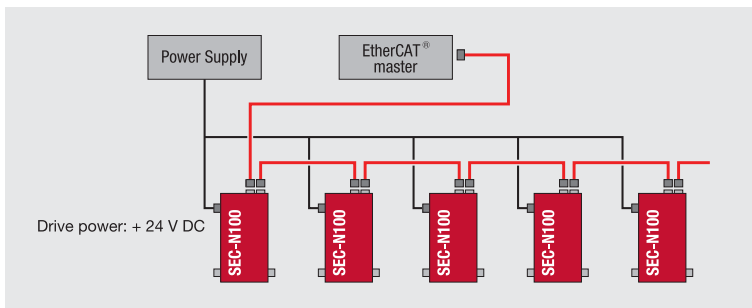 Power Supply
EtherCAT®
master
Drive power: + 24 V DC
SEC-N100
SEC-N100
SEC-N100
SEC-N100
SEC-N100